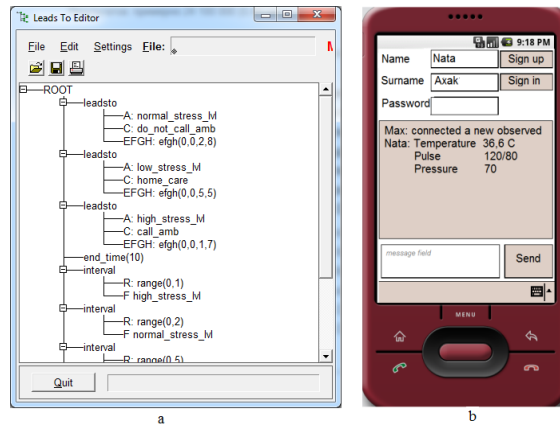 Leads To Editor
File Edit Settings File:
ROOT
leadsto
A: normal_stress_M
C: do_not_call_amb
EFGH: efgh(0,0,2,8)
leadsto
A: low_stress_M
C: home_care
EFGH: efgh(0,0,5,5)
leadsto
A: high_stress_M
C: call_amb
EFGH: efgh(0,0,1,7)
end_time(10)
interval
R: range(0,1)
F high_stress_M
interval
R: range(0,2)
F normal_stress_M
interval
R: range(0,5)
Quit
a
9:18 PM
Name Nata Sign up
Surname Axak Sign in
Password
Max: connected a new observed
Nata: Temperature 36,6 C
Pulse 120/80
Pressure 70
message field Send
MENU
b